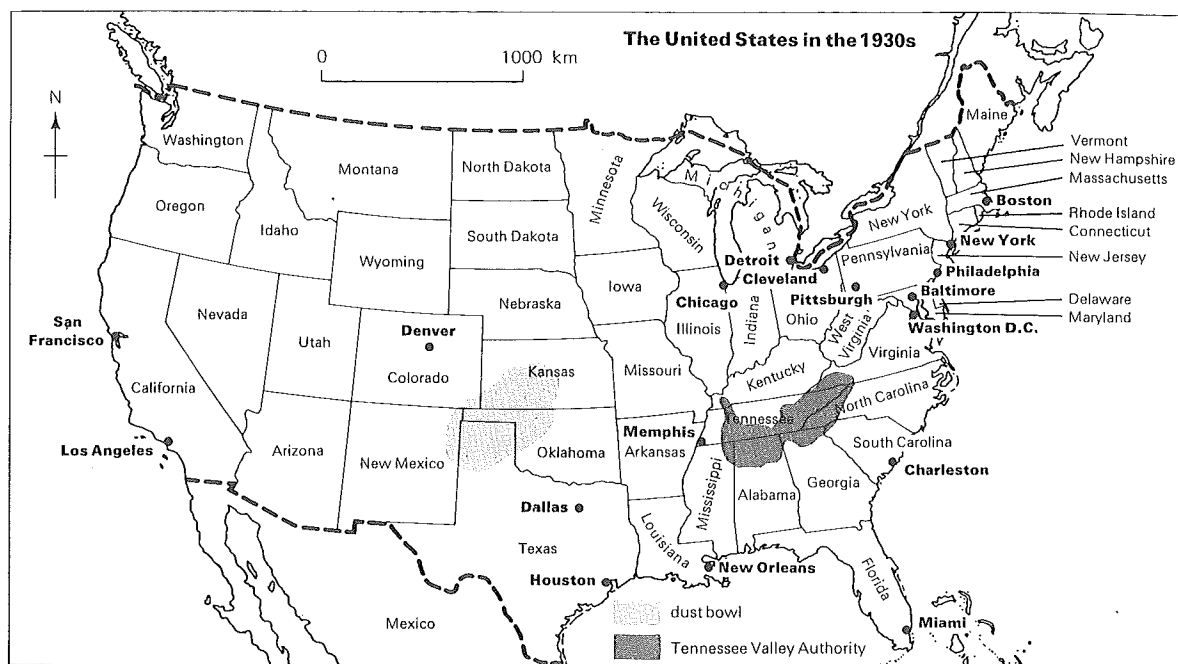 The United States in the 1930s
0 1000 km
N
Washington
Montana
North Dakota
Minnesota
Michigan
Maine
Vermont
New Hampshire
Massachusetts
Boston
Rhode Island
Connecticut
New York
New York
New Jersey
Oregon
Idaho
South Dakota
Wisconsin
Wyoming
Detroit
Cleveland
Pennsylvania
Philadelphia
Iowa
Nebraska
Chicago
Pittsburgh
Baltimore
Delaware
Maryland
Washington D.C.
Nevada
Utah
Denver
Colorado
Illinois
Indiana
Ohio
West
Virginia
Virginia
San
Francisco
California
Kansas
Missouri
Kentucky
Tennessee
North Carolina
Los Angeles
Arizona
New Mexico
Oklahoma
Memphis
Arkansas
South Carolina
Charleston
Mississippi
Alabama
Georgia
Dallas
Texas
Louisiana
New Orleans
Houston
Florida
Miami
Mexico
dust bowl
Tennessee Valley Authority